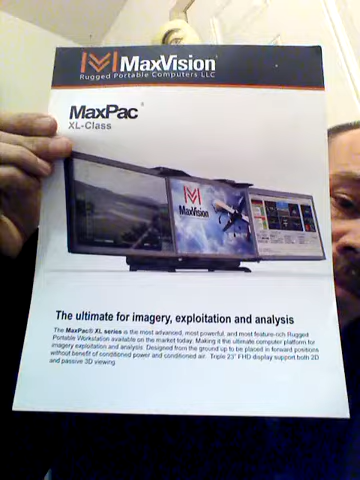 MaxVision®
Rugged Portable Computers LLC
MaxPac®
XL-Class
MaxVision
The ultimate for imagery, exploitation and analysis
The MaxPac® XL series is the most advanced, most powerful, and most feature-rich Rugged
Portable Workstation available on the market today. Making it the ultimate computer platform for
imagery exploitation and analysis. Designed from the ground up to be placed in forward positions
without benefit of conditioned power and conditioned air. Triple 23" FHD display support both 2D
and passive 3D viewing.